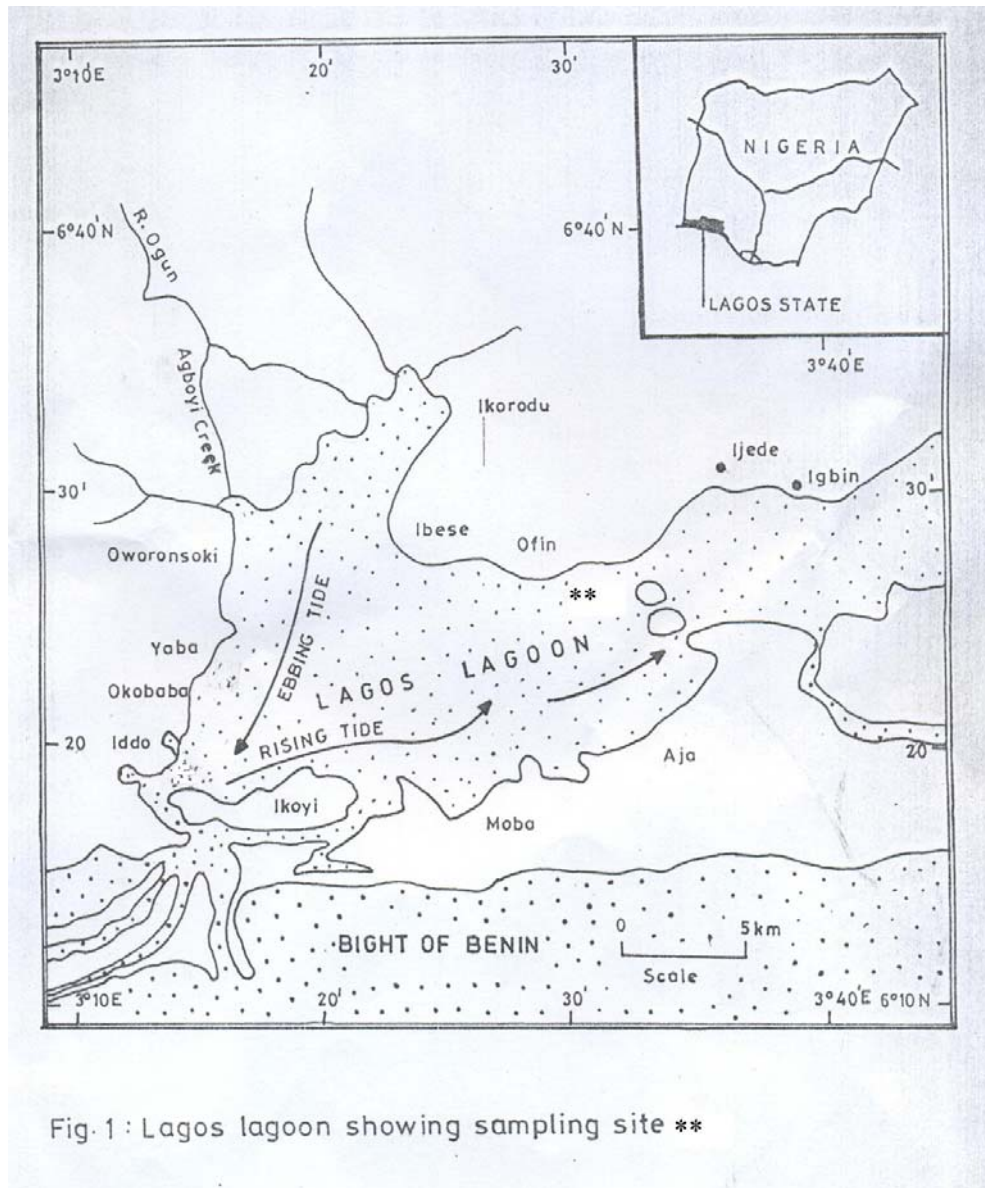 3°10'E
20'
30'
NIGERIA
6°40'N
6°40'N
R. Ogun
LAGOS STATE
3°40'E
Agboyi Creek
Ikorodu
Ijede
Igbin
30'
30'
Ibese
Ofin
Oworonsoki
**
EBBING TIDE
Yaba
LAGOS LAGOON
Okobaba
RISING TIDE
Iddo
20
20'
Aja
Ikoyi
Moba
0 5km
BIGHT OF BENIN
Scale
3°10'E
20'
30'
3°40'E
6°10'N
Fig. 1 : Lagos lagoon showing sampling site **